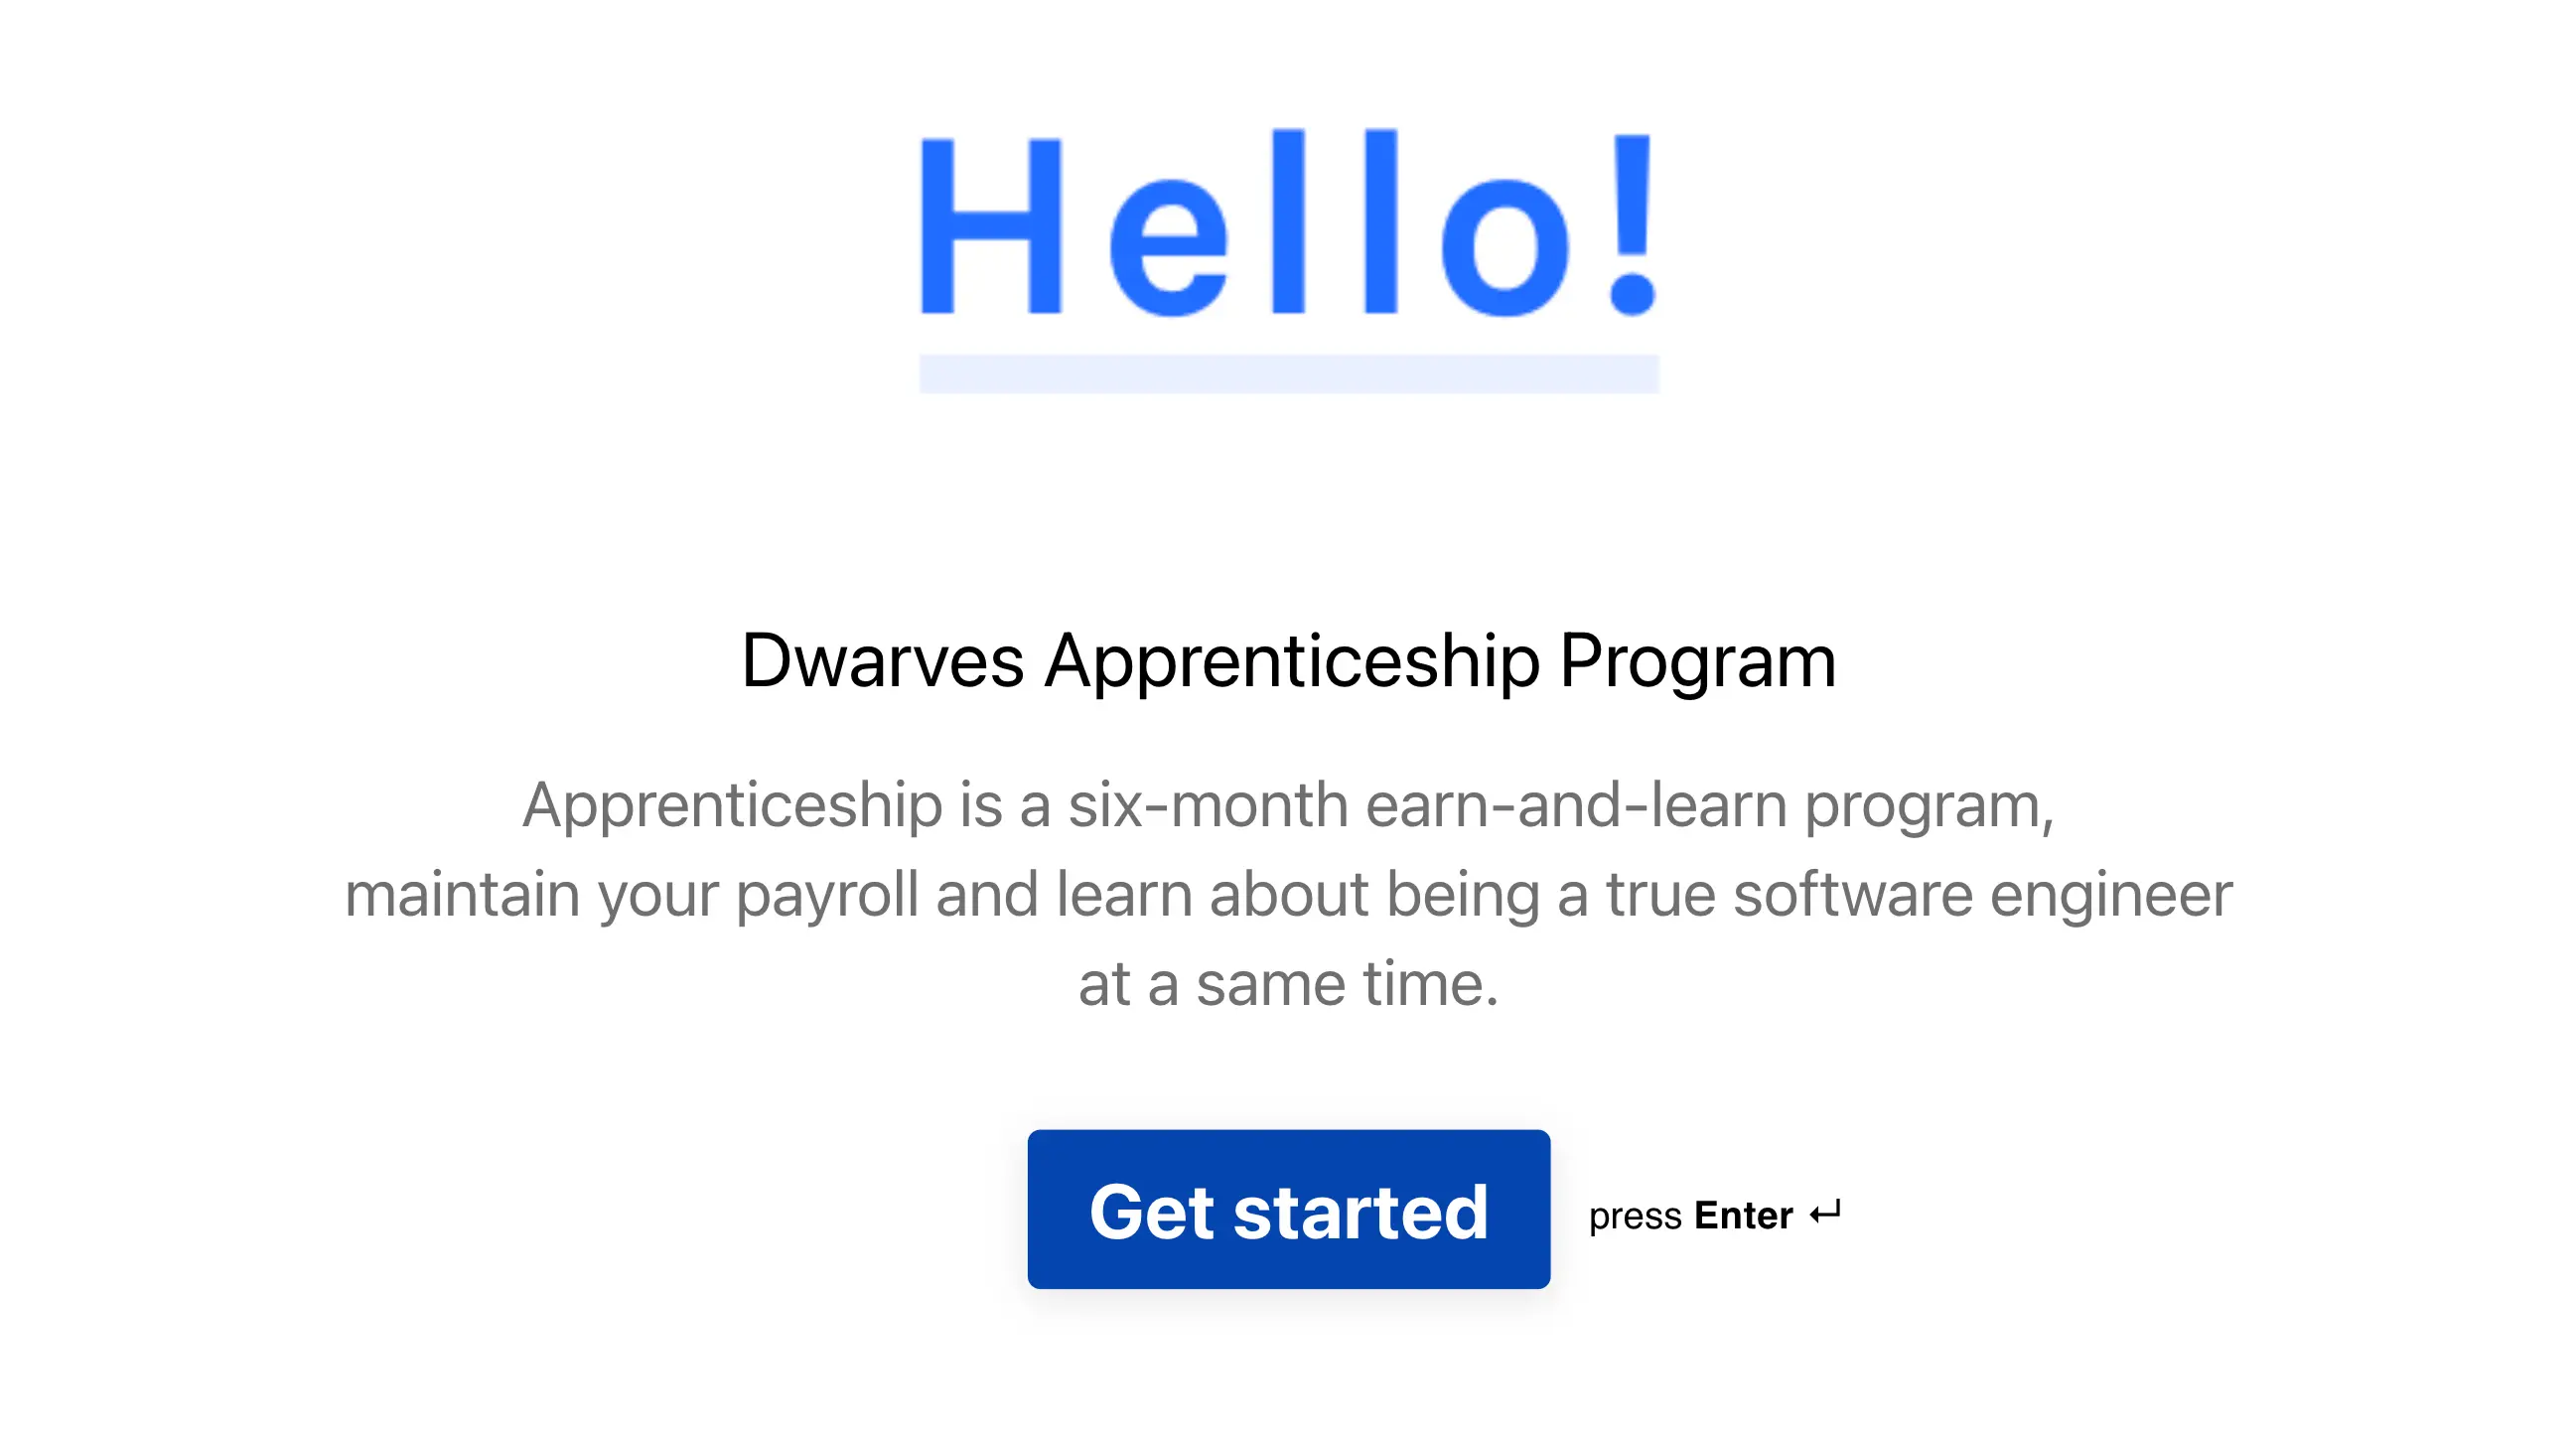 Hello!
Dwarves Apprenticeship Program
Apprenticeship is a six-month earn-and-learn program,
maintain your payroll and learn about being a true software engineer
at a same time.
Get started
press Enter ↵